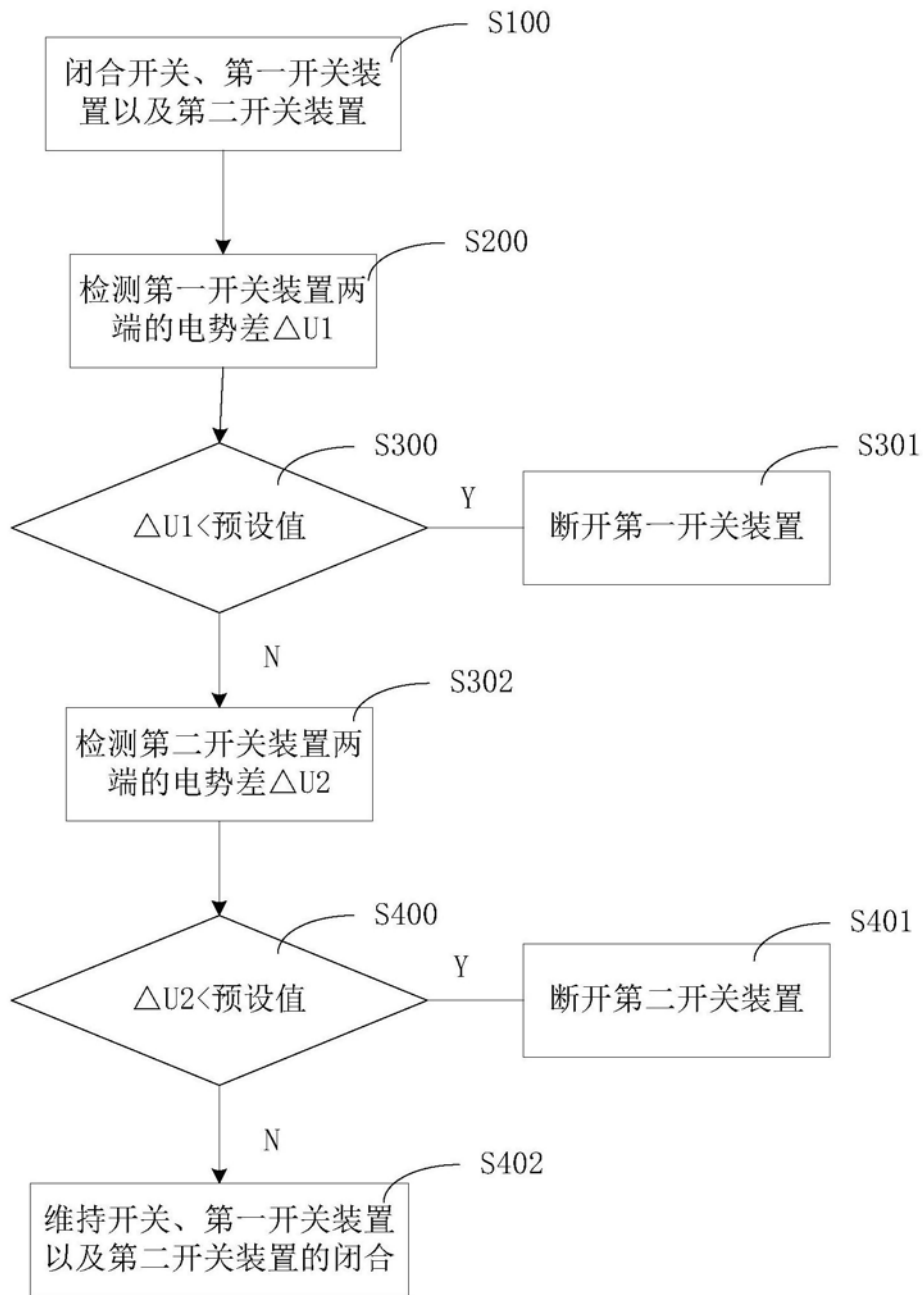 S100
闭合开关、第一开关装
置以及第二开关装置
S200
检测第一开关装置两
端的电势差△U1
S300
△U1<预设值
Y
S301
断开第一开关装置
N
S302
检测第二开关装置两
端的电势差△U2
S400
△U2<预设值
Y
S401
断开第二开关装置
N
S402
维持开关、第一开关装置
以及第二开关装置的闭合